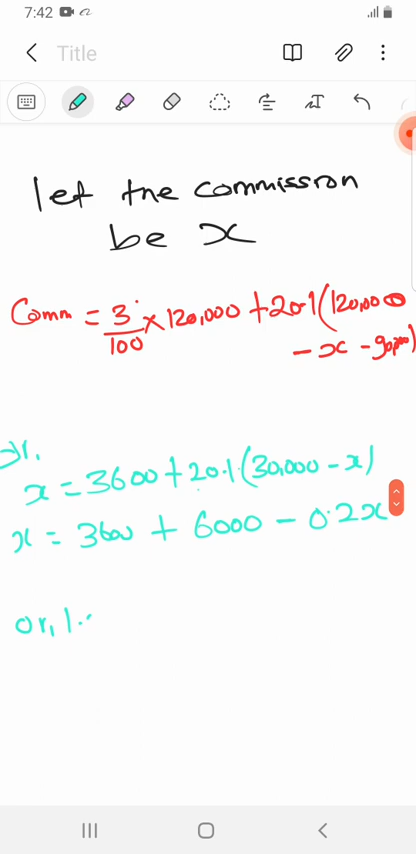 7:42
Title
let the commission
be x
Comm = 3/100 × 120,000 + 20% (120,000
- x - 90,000)
x = 3600 + 20% (30,000 - x)
x = 3600 + 6000 - 0.2x
or, 1.